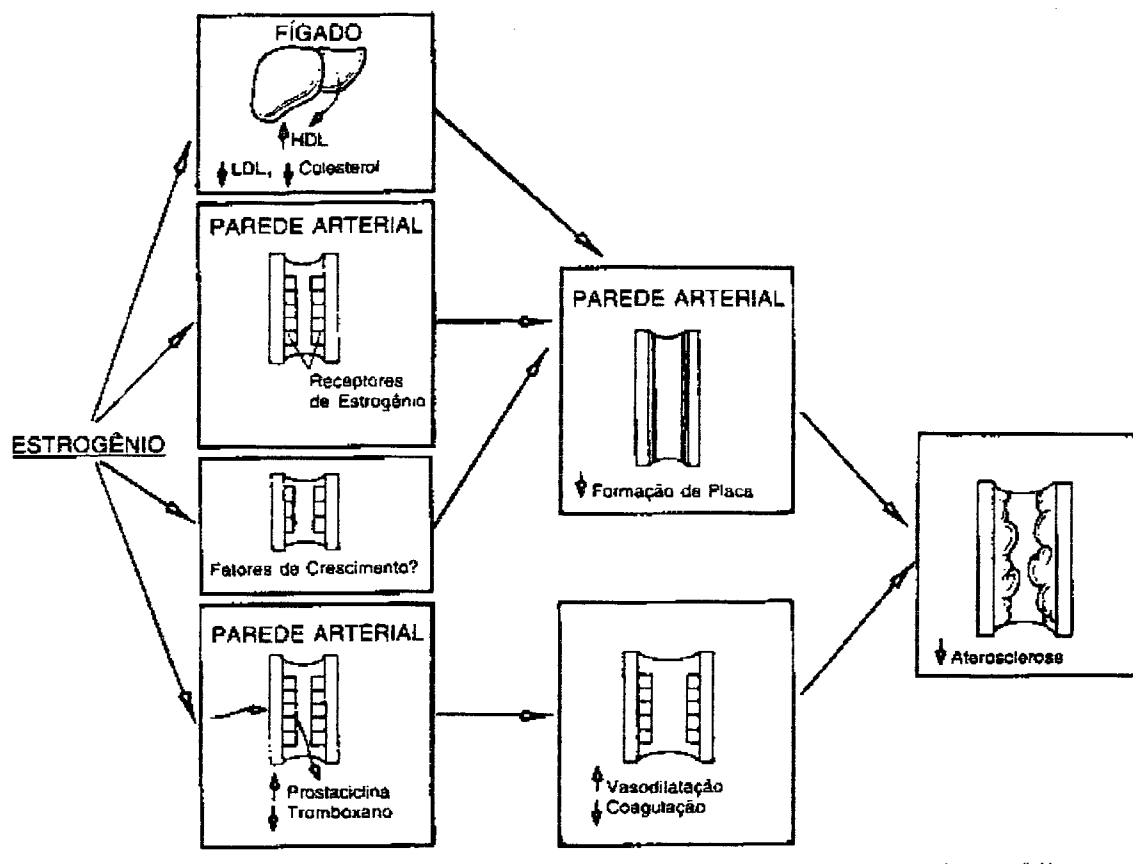 FÍGADO
↑HDL
↓LDL, ↓ Colesterol
PAREDE ARTERIAL
Receptores
de Estrogênio
ESTROGÊNIO
Fatores de Crescimento?
PAREDE ARTERIAL
↑ Prostaciclina
↓ Tromboxano
PAREDE ARTERIAL
↓ Formação de Placa
↑ Vasodilatação
↓ Coagulação
↓ Aterosclerose